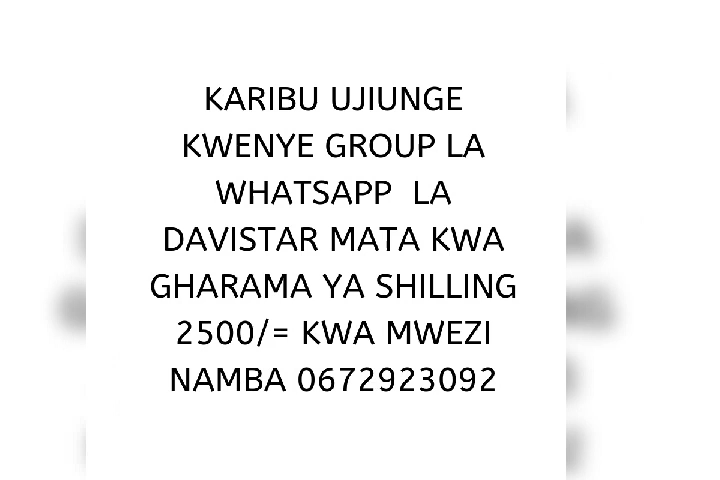 KARIBU UJIUNGE
KWENYE GROUP LA
WHATSAPP LA
DAVISTAR MATA KWA
GHARAMA YA SHILLING
2500/= KWA MWEZI
NAMBA 0672923092